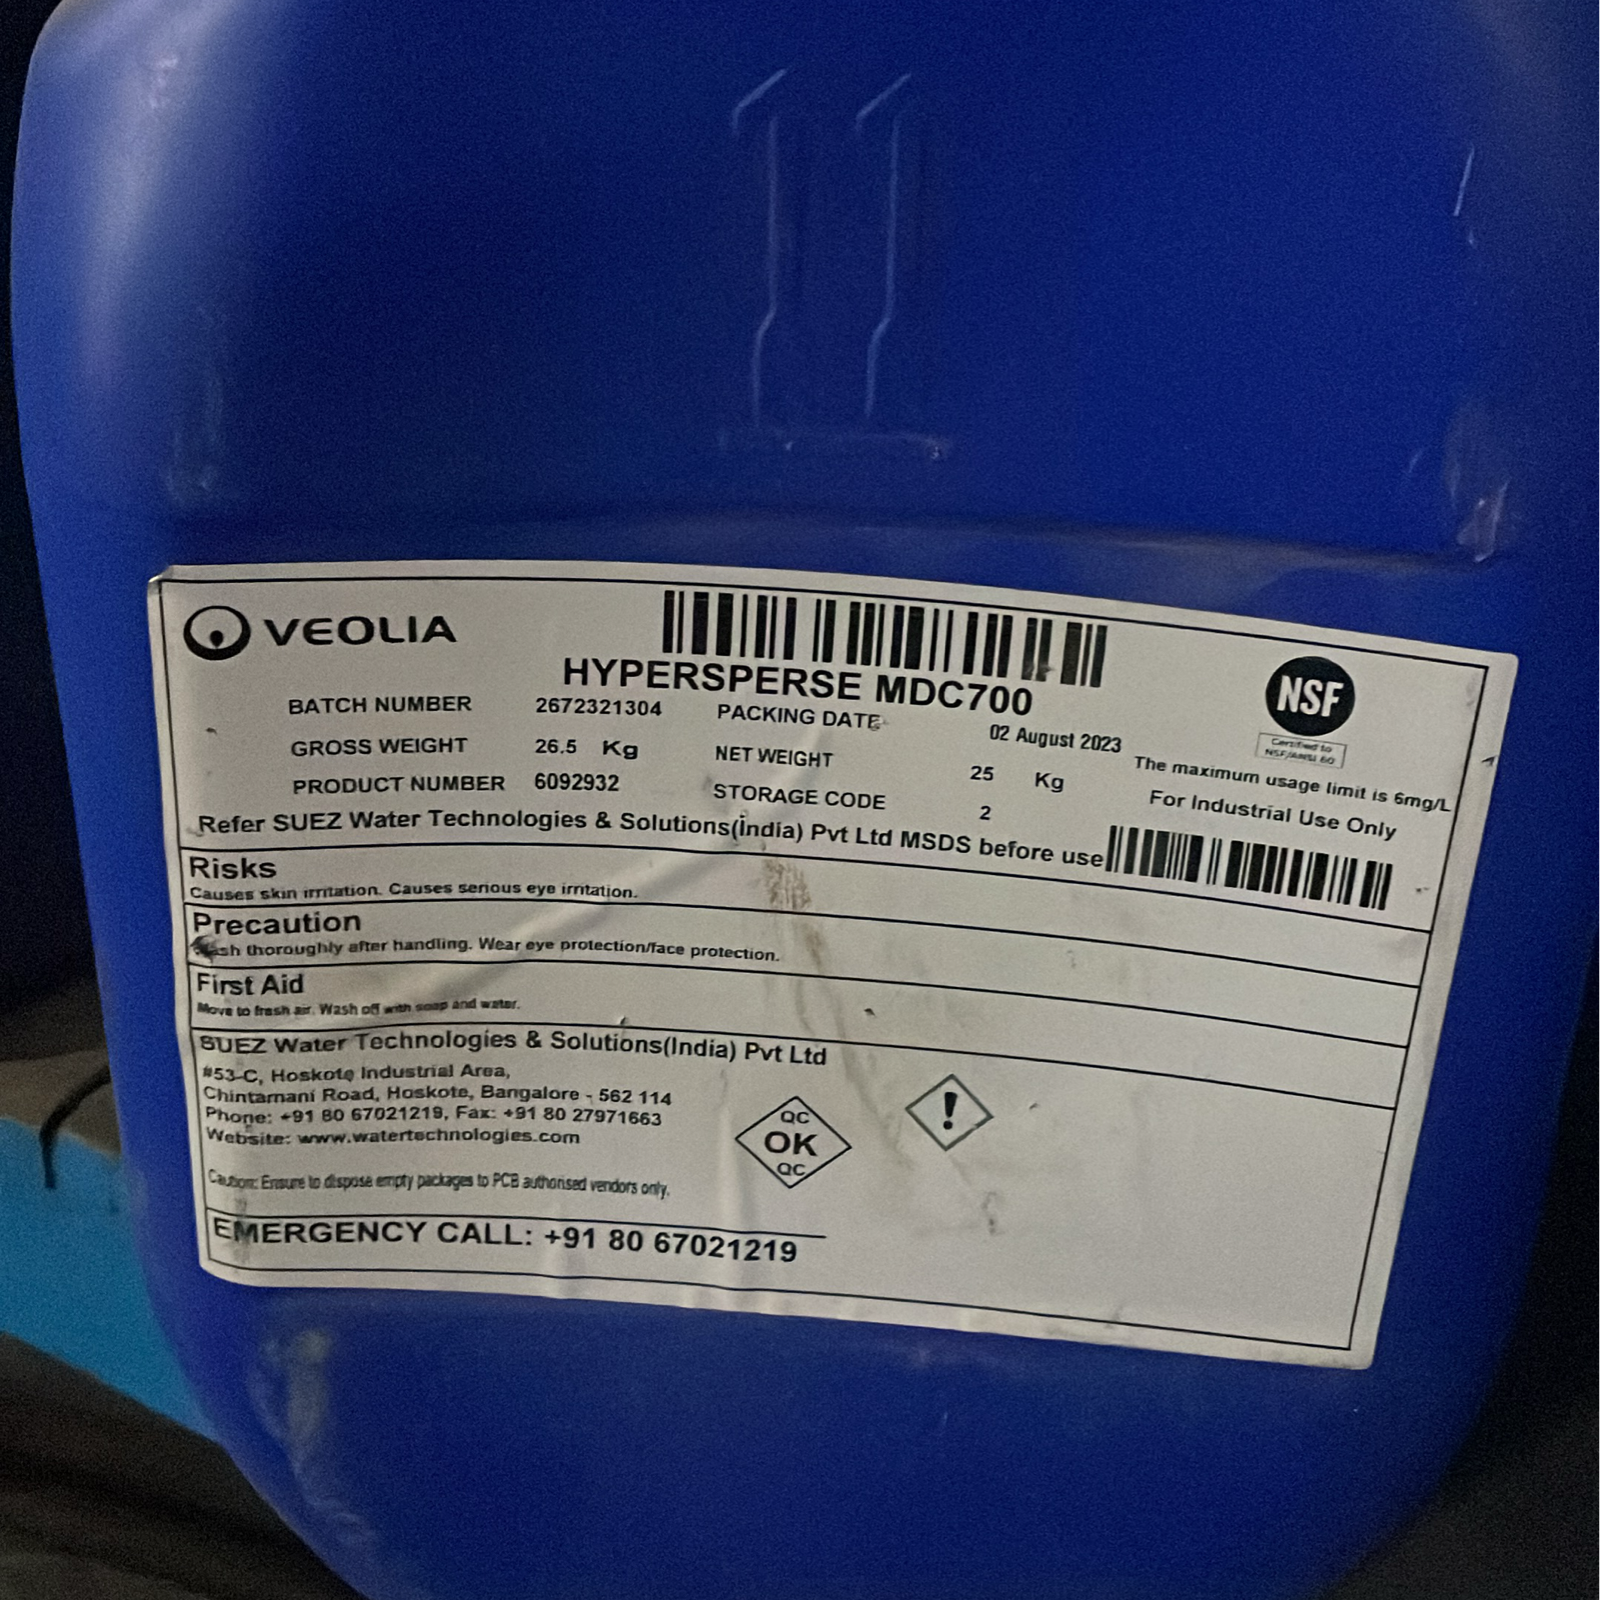 VEOLIA
HYPERSPERSE MDC700
NSF
Certified to
NSF/ANSI 60
BATCH NUMBER 2672321304 PACKING DATE 02 August 2023
GROSS WEIGHT 26.5 Kg NET WEIGHT 25 Kg
The maximum usage limit is 6mg/L
PRODUCT NUMBER 6092932 STORAGE CODE 2
For Industrial Use Only
Refer SUEZ Water Technologies & Solutions(India) Pvt Ltd MSDS before use
Risks
Causes skin irritation. Causes serious eye irritation.
Precaution
thoroughly after handling. Wear eye protection/face protection.
First Aid
Move to fresh air. Wash off with soap and water.
SUEZ Water Technologies & Solutions(India) Pvt Ltd
#53-C, Hoskote Industrial Area,
Chintamani Road, Hoskote, Bangalore - 562 114
Phone: +91 80 67021219, Fax: +91 80 27971663
Website: www.watertechnologies.com
QC
OK
QC
!
Caution: Ensure to dispose empty packages to PCB authorised vendors only.
EMERGENCY CALL: +91 80 67021219